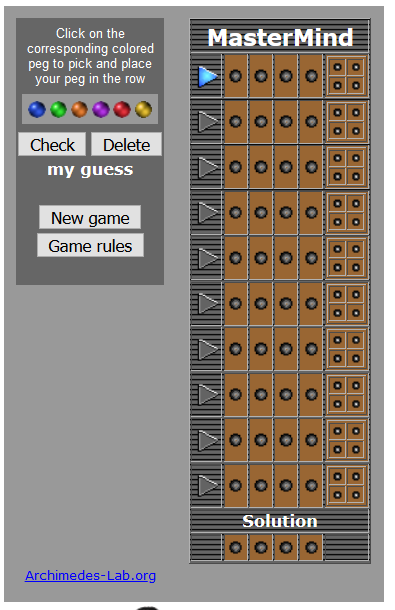 Click on the
corresponding colored
peg to pick and place
your peg in the row
Check
Delete
my guess
New game
Game rules
Archimedes-Lab.org
MasterMind
Solution